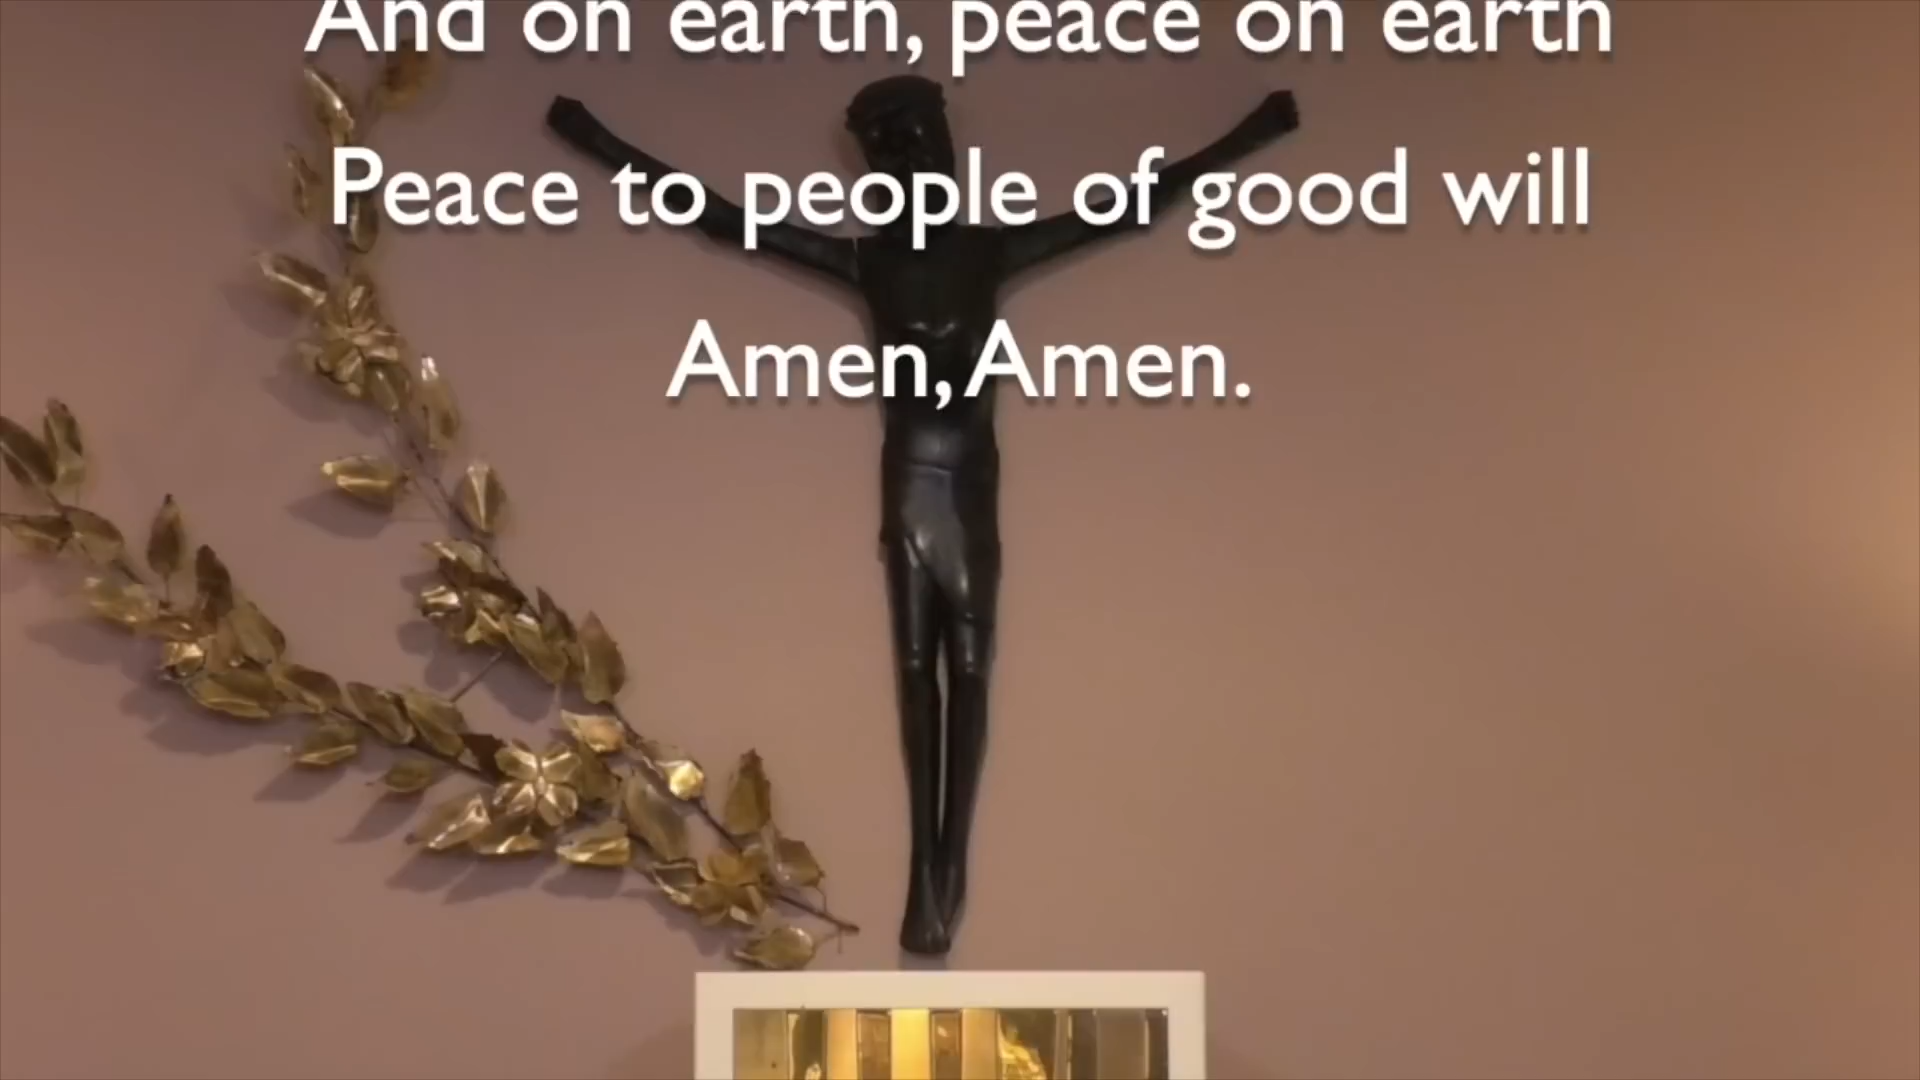 And on earth, peace on earth
Peace to people of good will
Amen, Amen.